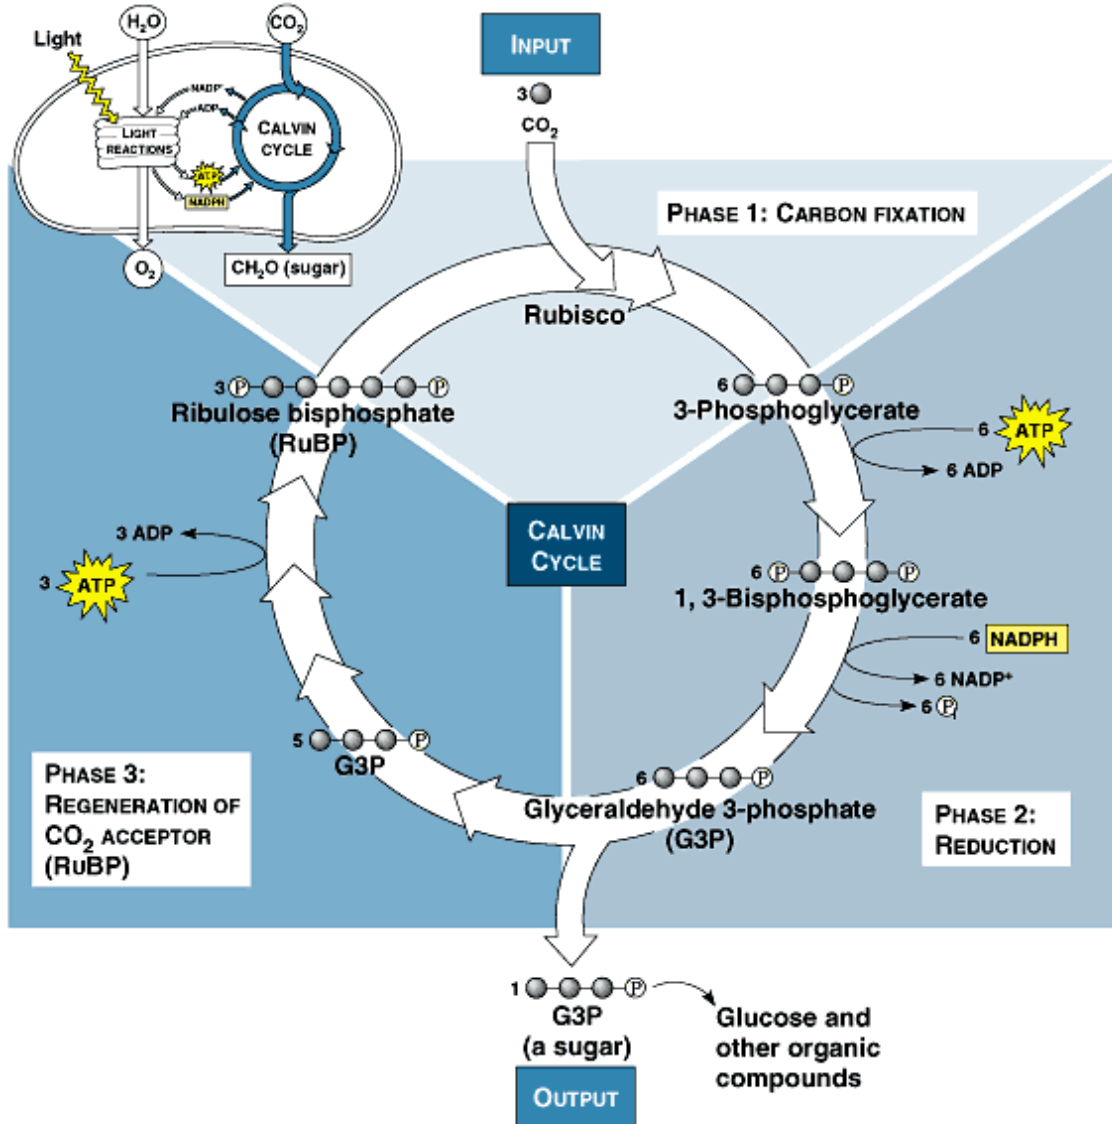 Light
H₂O
CO₂
NADP⁺
ADP
LIGHT
REACTIONS
CALVIN
CYCLE
ATP
NADPH
O₂
CH₂O (sugar)
INPUT
3
CO₂
PHASE 1: CARBON FIXATION
Rubisco
3 P P
Ribulose bisphosphate
(RuBP)
6 P
3-Phosphoglycerate
6 ATP
6 ADP
CALVIN
CYCLE
6 P P
1, 3-Bisphosphoglycerate
6 NADPH
6 NADP⁺
6 Pi
3 ADP
3 ATP
5 P
G3P
6 P
Glyceraldehyde 3-phosphate
(G3P)
PHASE 3:
REGENERATION OF
CO₂ ACCEPTOR
(RUBP)
PHASE 2:
REDUCTION
1 P
G3P
(a sugar)
Glucose and
other organic
compounds
OUTPUT